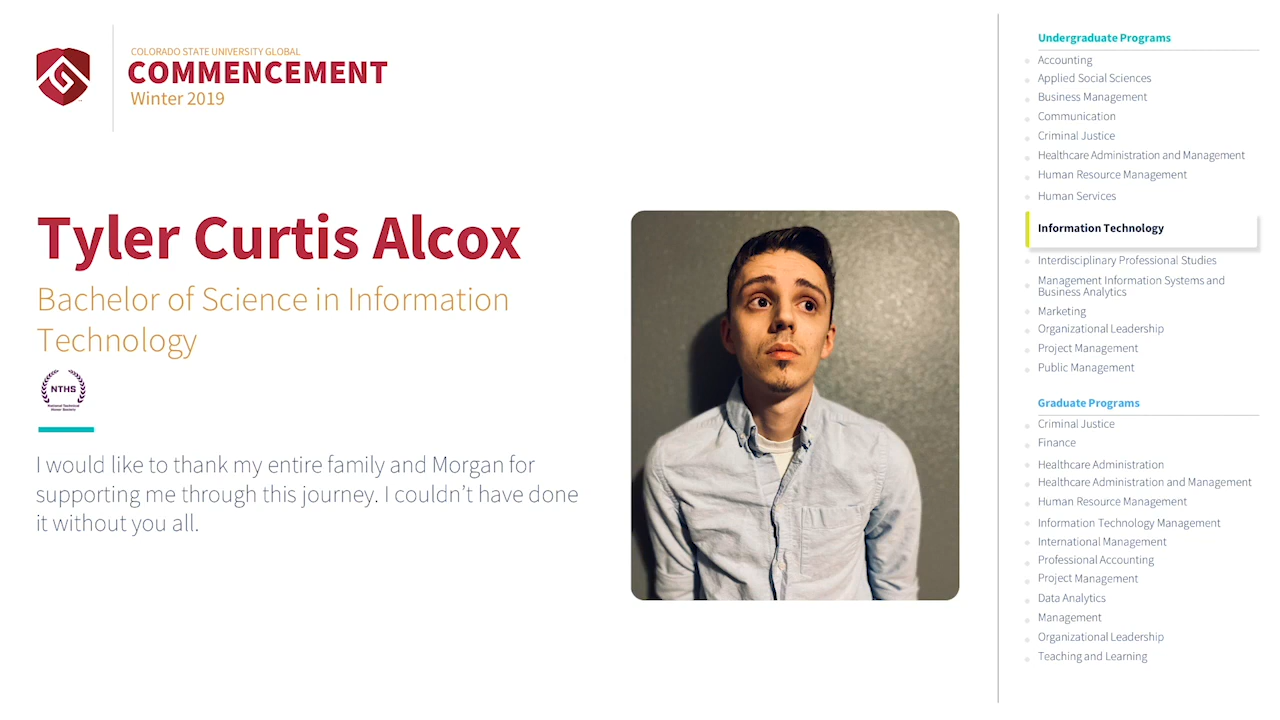 COLORADO STATE UNIVERSITY GLOBAL
COMMENCEMENT
Winter 2019
Tyler Curtis Alcox
Bachelor of Science in Information
Technology
NTHS
National Technical
Honor Society
I would like to thank my entire family and Morgan for
supporting me through this journey. I couldn’t have done
it without you all.
Undergraduate Programs
Accounting
Applied Social Sciences
Business Management
Communication
Criminal Justice
Healthcare Administration and Management
Human Resource Management
Human Services
Information Technology
Interdisciplinary Professional Studies
Management Information Systems and
Business Analytics
Marketing
Organizational Leadership
Project Management
Public Management
Graduate Programs
Criminal Justice
Finance
Healthcare Administration
Healthcare Administration and Management
Human Resource Management
Information Technology Management
International Management
Professional Accounting
Project Management
Data Analytics
Management
Organizational Leadership
Teaching and Learning